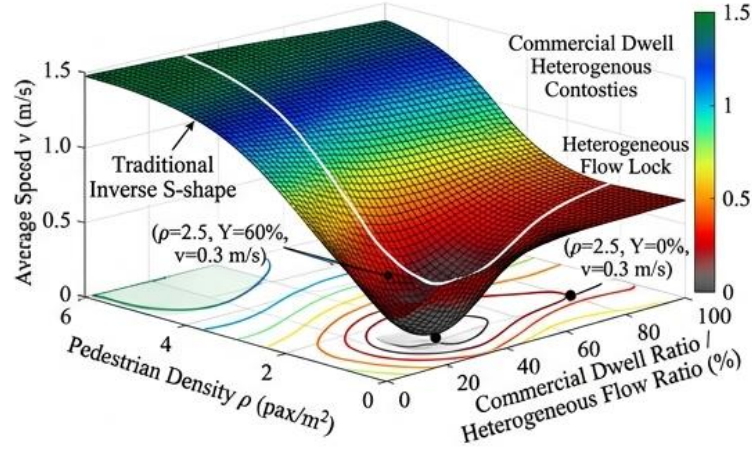 Commercial Dwell
Heterogenous
Contosties
Heterogeneous
Flow Lock
Traditional
Inverse S-shape
(ρ=2.5, Y=60%,
v=0.3 m/s)
(ρ=2.5, Y=0%,
v=0.3 m/s)
Average Speed v (m/s)
1.5
1.0
0.5
0
6
4
2
0
Pedestrian Density ρ (pax/m²)
0
20
40
60
80
100
Commercial Dwell Ratio /
Heterogeneous Flow Ratio (%)
1.5
1
0.5
0